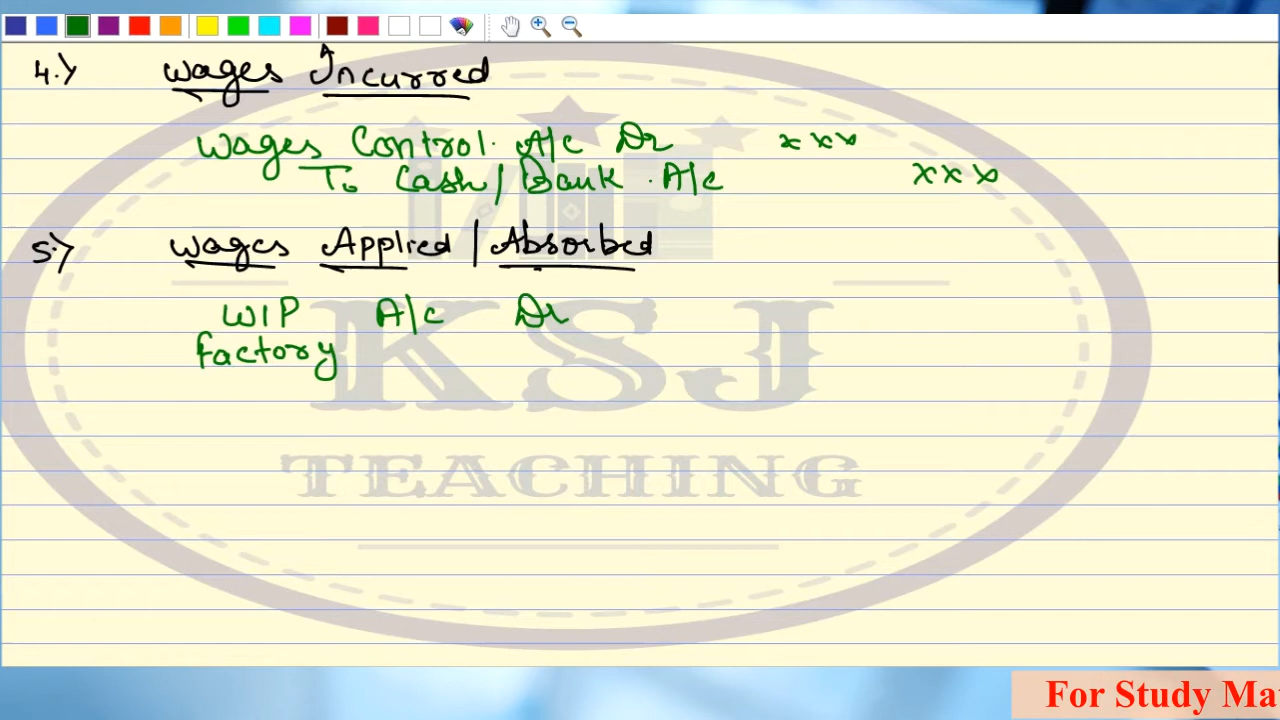 4.) Wages Incurred
Wages Control A/c Dr xxx
To Cash/Bank A/c xxx
5.) Wages Applied / Absorbed
WIP A/c Dr
factory
KSJ
TEACHING
For Study Ma